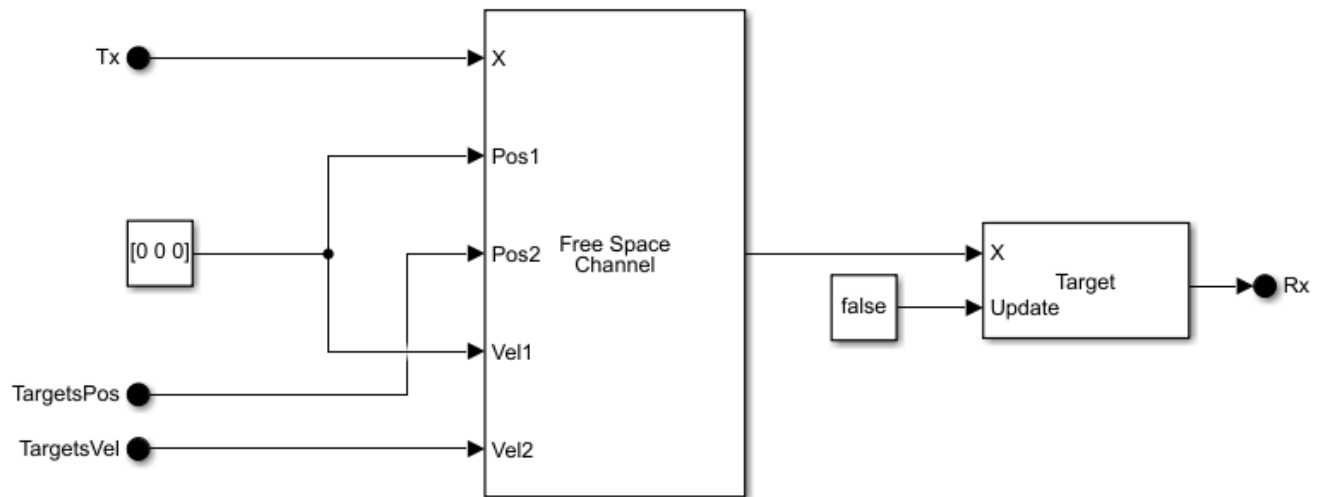 Tx
X
Pos1
[0 0 0]
Pos2
Free Space
Channel
X
Target
Rx
false
Update
Vel1
TargetsPos
TargetsVel
Vel2